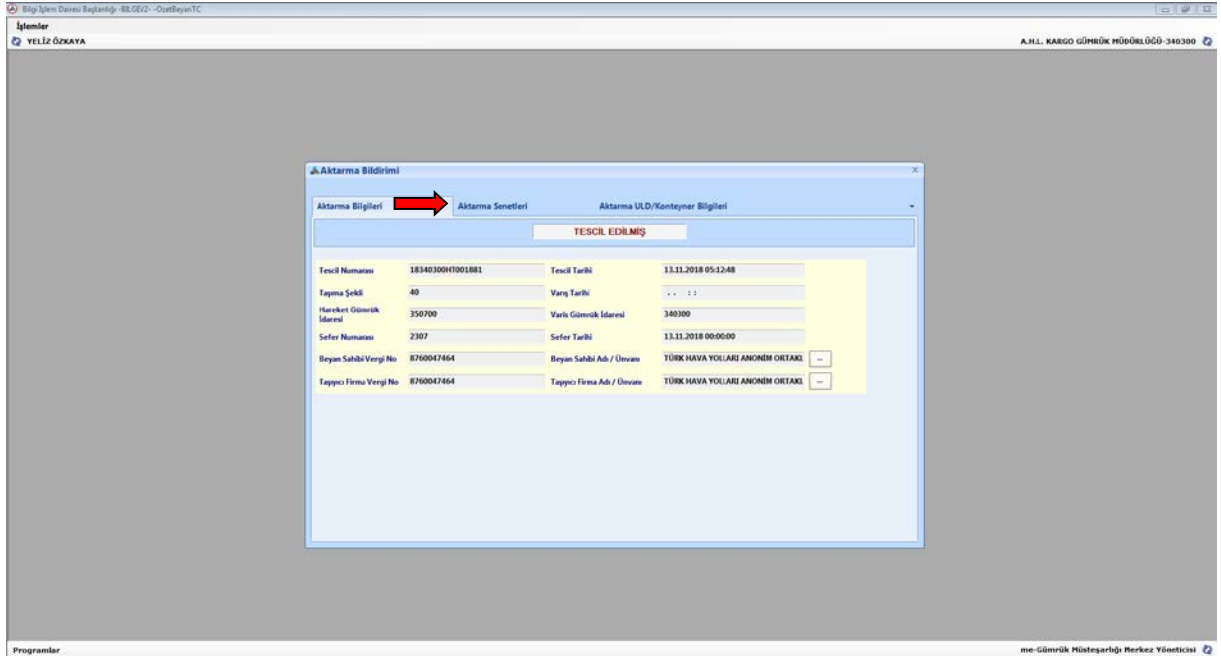 Bilgi İşlem Dairesi Başkanlığı -BİLGEV2- -OzetBeyanTC
İşlemler
YELİZ ÖZKAYA
A.H.L. KARGO GÜMRÜK MÜDÜRLÜĞÜ-340300
Aktarma Bildirimi
Aktarma Bilgileri Aktarma Senetleri Aktarma ULD/Konteyner Bilgileri
TESCİL EDİLMİŞ
Tescil Numarası 18340300HT001881 Tescil Tarihi 13.11.2018 05:12:48
Taşıma Şekli 40 Varış Tarihi . . : :
Hareket Gümrük
İdaresi
350700 Varis Gümrük İdaresi 340300
Sefer Numarası 2307 Sefer Tarihi 13.11.2018 00:00:00
Beyan Sahibi Vergi No 8760047464 Beyan Sahibi Adı / Ünvanı TÜRK HAVA YOLLARI ANONİM ORTAKL ...
Taşıyıcı Firma Vergi No 8760047464 Taşıyıcı Firma Adı / Ünvanı TÜRK HAVA YOLLARI ANONİM ORTAKL ...
Programlar
me-Gümrük Müsteşarlığı Merkez Yöneticisi